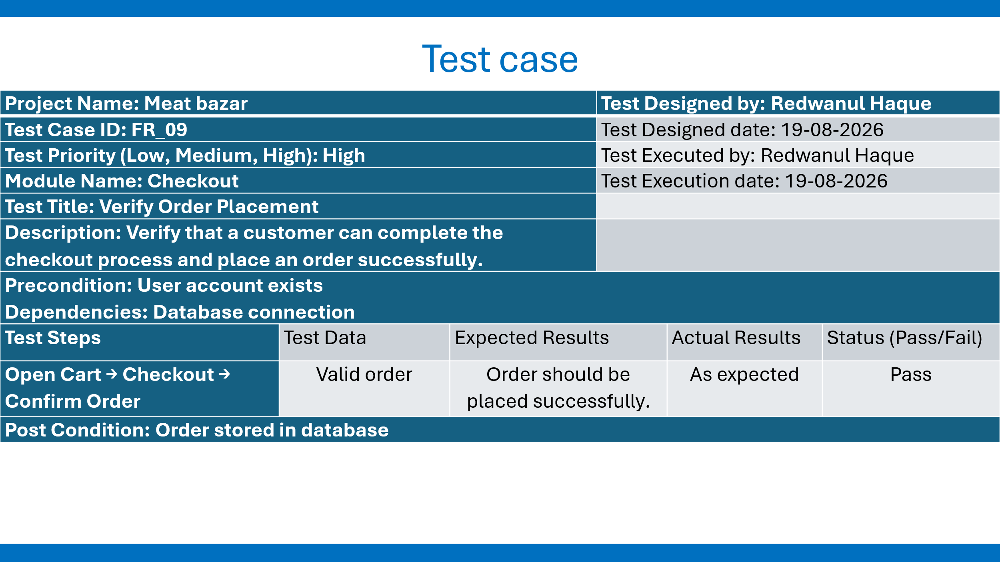 Test case
Project Name: Meat bazar
Test Designed by: Redwanul Haque
Test Case ID: FR_09
Test Designed date: 19-08-2026
Test Priority (Low, Medium, High): High
Test Executed by: Redwanul Haque
Module Name: Checkout
Test Execution date: 19-08-2026
Test Title: Verify Order Placement
Description: Verify that a customer can complete the
checkout process and place an order successfully.
Precondition: User account exists
Dependencies: Database connection
Test Steps
Test Data
Expected Results
Actual Results
Status (Pass/Fail)
Open Cart → Checkout →
Confirm Order
Valid order
Order should be
placed successfully.
As expected
Pass
Post Condition: Order stored in database